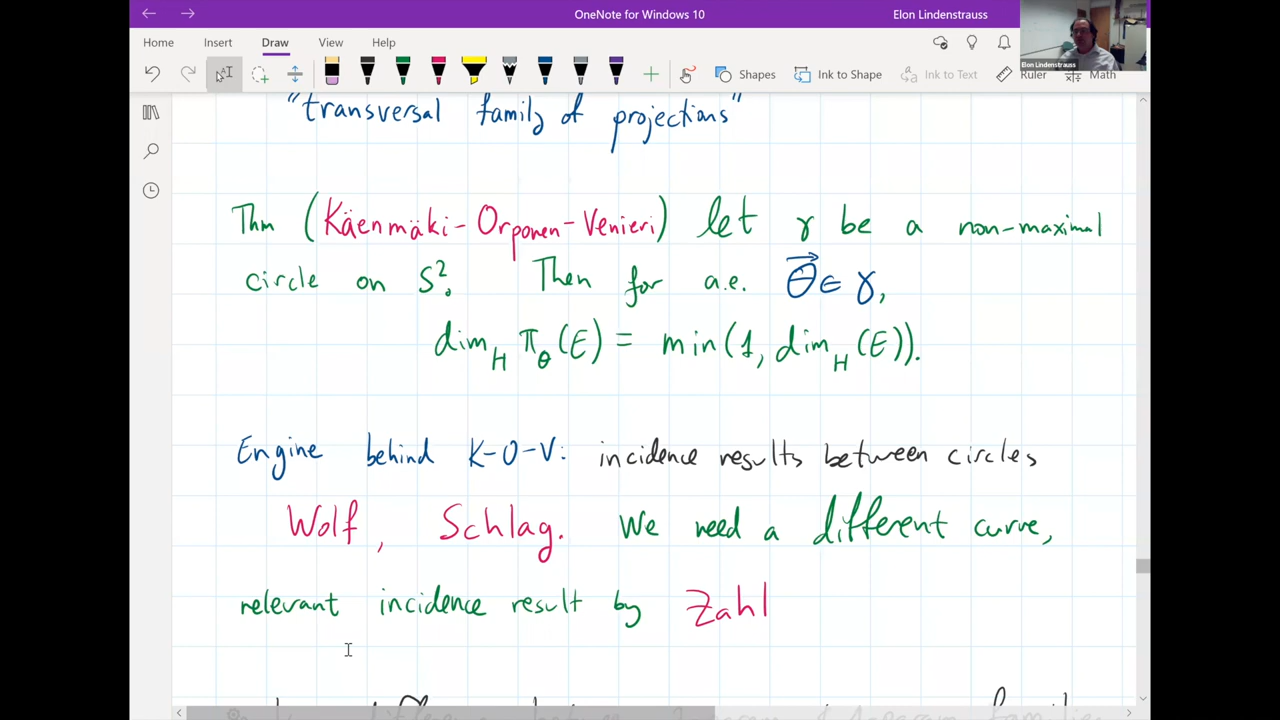 OneNote for Windows 10
Elon Lindenstrauss
Home Insert Draw View Help
Shapes Ink to Shape Ink to Text Ruler Math
Elon Lindenstrauss
"transversal family of projections"
Thm (Käenmäki-Orponen-Venieri) let γ be a non-maximal
circle on S². Then for a.e. θ⃗ ∈ γ,
dim_H π_θ(E) = min(1, dim_H(E)).
Engine behind K-O-V: incidence results between circles
Wolf, Schlag. We need a different curve,
relevant incidence result by Zahl